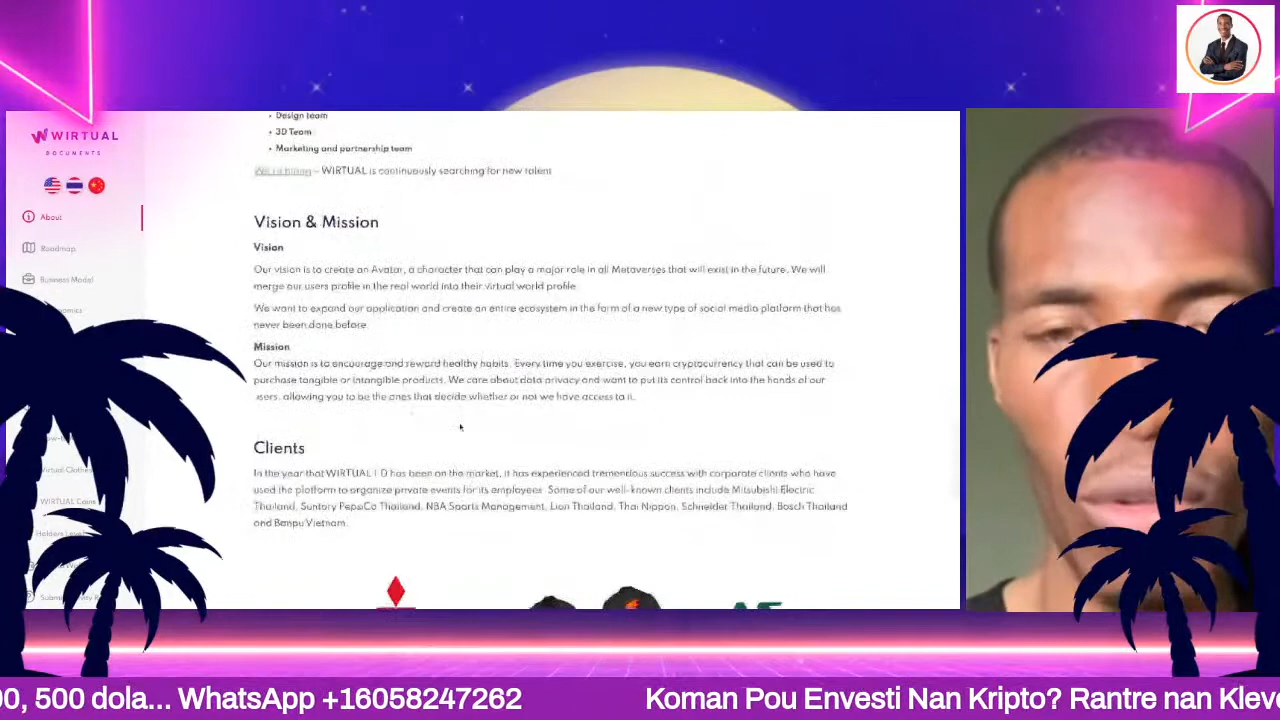 WIRTUAL
DOCUMENTS
About
Roadmap
Business Model
Virtual Clothes
WIRTUAL Coins
Holders
• Design team
• 3D Team
• Marketing and partnership team
We're hiring – WIRTUAL is continuously searching for new talent
Vision & Mission
Vision
Our vision is to create an Avatar, a character that can play a major role in all Metaverses that will exist in the future. We will
merge our users profile in the real world into their virtual world profile.
We want to expand our application and create an entire ecosystem in the form of a new type of social media platform that has
never been done before.
Mission
Our mission is to encourage and reward healthy habits. Every time you exercise, you earn cryptocurrency that can be used to
purchase tangible or intangible products. We care about data privacy and want to put its control back into the hands of our
users, allowing you to be the ones that decide whether or not we have access to it.
Clients
In the year that WIRTUAL I.D has been on the market, it has experienced tremendous success with corporate clients who have
used the platform to organize private events for its employees. Some of our well-known clients include Mitsubishi Electric
Thailand, Suntory PepsiCo Thailand, NBA Sports Management, Lion Thailand, Thai Nippon, Schneider Thailand, Bosch Thailand
and Banpu Vietnam.
00, 500 dola... WhatsApp +16058247262 Koman Pou Envesti Nan Kripto? Rantre nan Kleve